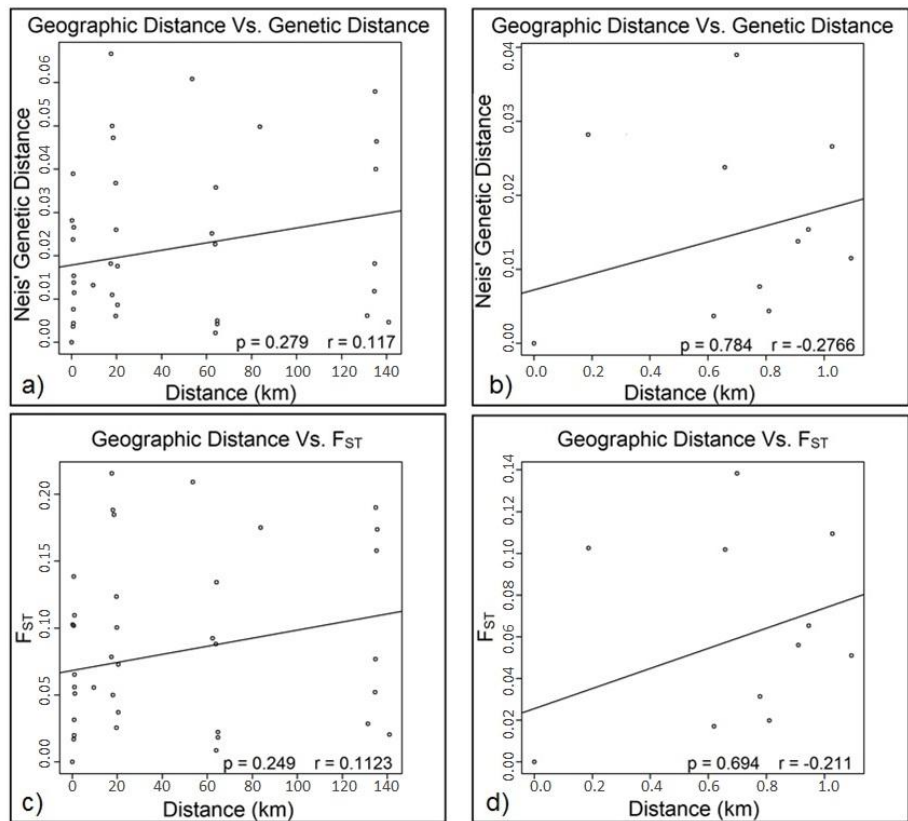 Geographic Distance Vs. Genetic Distance
Neis' Genetic Distance
0.00 0.01 0.02 0.03 0.04 0.05 0.06
p = 0.279 r = 0.117
0 20 40 60 80 100 120 140
a) Distance (km)
Geographic Distance Vs. Genetic Distance
Neis' Genetic Distance
0.00 0.01 0.02 0.03 0.04
p = 0.784 r = -0.2766
0.0 0.2 0.4 0.6 0.8 1.0
b) Distance (km)
Geographic Distance Vs. FST
FST
0.00 0.05 0.10 0.15 0.20
p = 0.249 r = 0.1123
0 20 40 60 80 100 120 140
c) Distance (km)
Geographic Distance Vs. FST
FST
0.00 0.02 0.04 0.06 0.08 0.10 0.12 0.14
p = 0.694 r = -0.211
0.0 0.2 0.4 0.6 0.8 1.0
d) Distance (km)